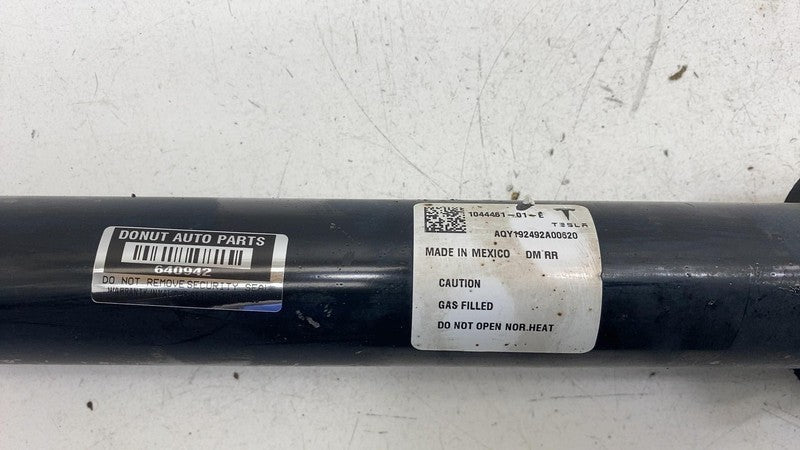 DONUT AUTO PARTS
640942
DO NOT REMOVE SECURITY SEAL
1044461-01-E
TESLA
AQY192492A00620
MADE IN MEXICO DM RR
CAUTION
GAS FILLED
DO NOT OPEN NOR.HEAT